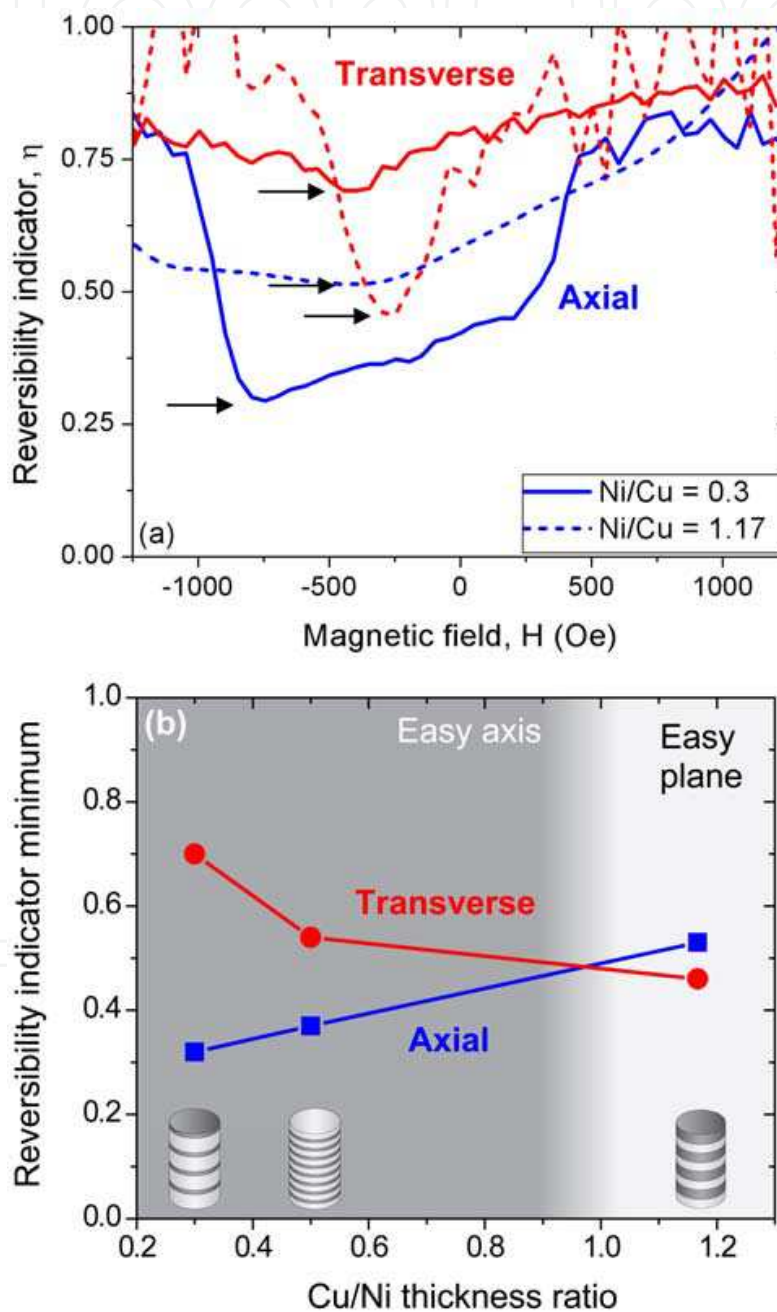 1.00
0.75
0.50
0.25
0.00
Reversibility indicator, η
Transverse
Axial
Ni/Cu = 0.3
Ni/Cu = 1.17
(a)
-1000 -500 0 500 1000
Magnetic field, H (Oe)
1.0
0.8
0.6
0.4
0.2
0.0
Reversibility indicator minimum
(b)
Easy axis
Easy
plane
Transverse
Axial
0.2 0.4 0.6 0.8 1.0 1.2
Cu/Ni thickness ratio